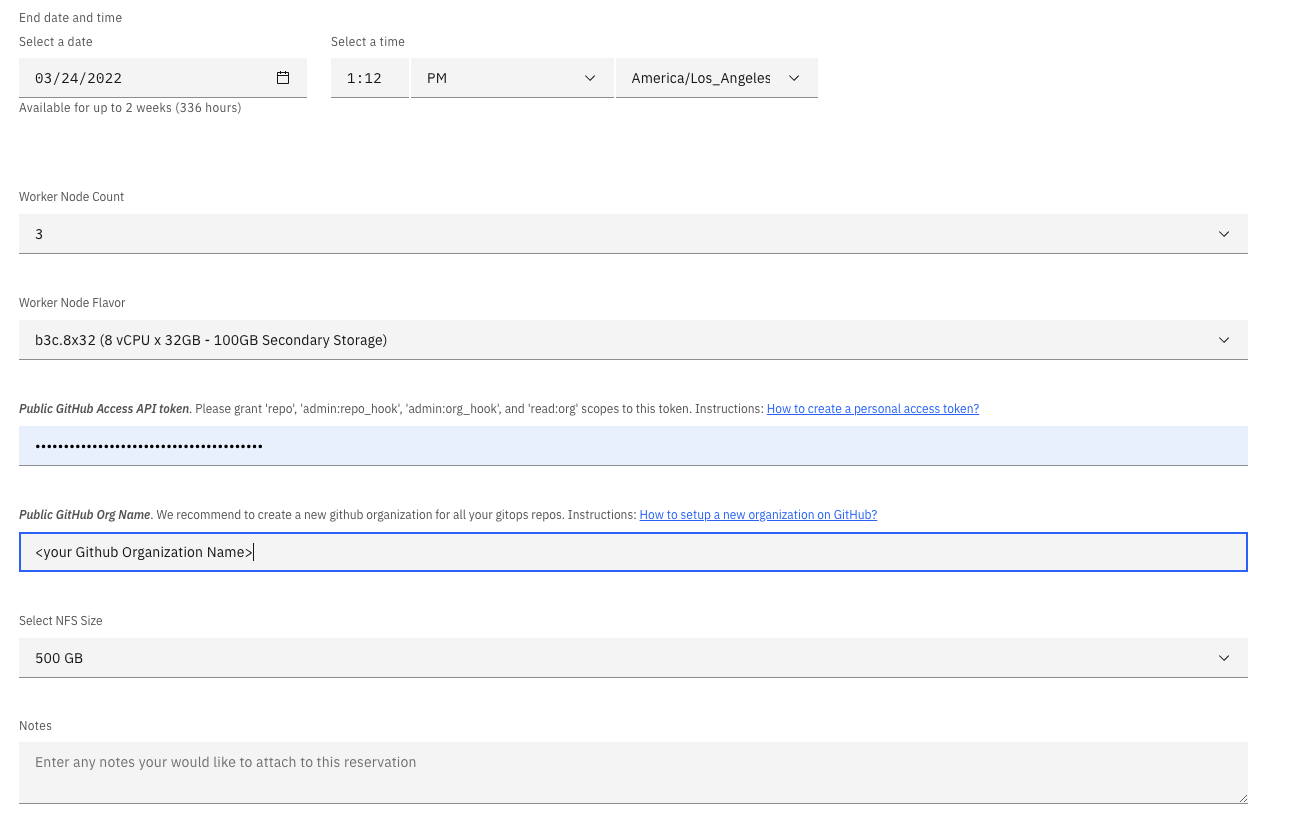 End date and time
Select a date
Select a time
03/24/2022
1:12
PM
America/Los_Angeles
Available for up to 2 weeks (336 hours)
Worker Node Count
3
Worker Node Flavor
b3c.8x32 (8 vCPU x 32GB - 100GB Secondary Storage)
Public GitHub Access API token. Please grant 'repo', 'admin:repo_hook', 'admin:org_hook', and 'read:org' scopes to this token. Instructions: How to create a personal access token?
••••••••••••••••••••••••••••••••••••••••
Public GitHub Org Name. We recommend to create a new github organization for all your gitops repos. Instructions: How to setup a new organization on GitHub?
<your Github Organization Name>
Select NFS Size
500 GB
Notes
Enter any notes your would like to attach to this reservation